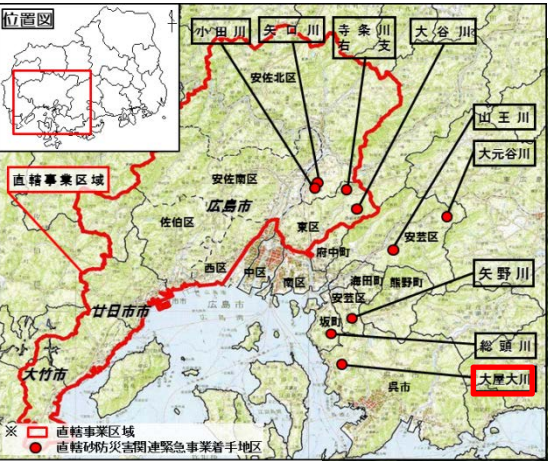 位置図
小田川
矢口川
寺条川
右支
大谷川
山王川
大元谷川
直轄事業区域
安佐北区
安佐南区
広島市
佐伯区
東区
安芸区
府中町
西区
中区
南区
海田町
熊野町
安芸区
矢野川
廿日市市
広島市
坂町
総頭川
大竹市
大屋大川
呉市
※
直轄事業区域
直轄砂防災害関連緊急事業着手地区